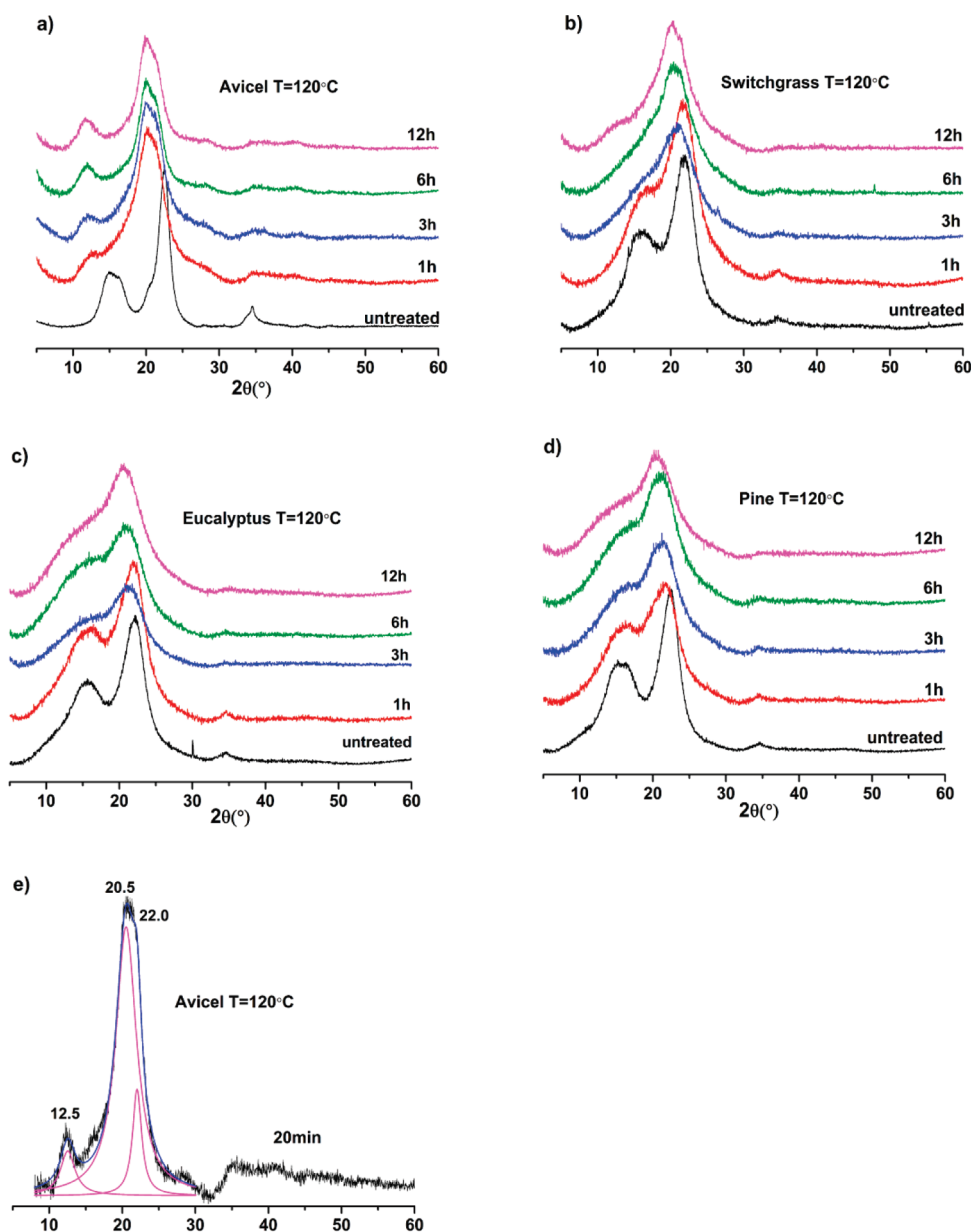 a)
Avicel T=120°C
12h
6h
3h
1h
untreated
10 20 30 40 50 60
2θ(°)
b)
Switchgrass T=120°C
12h
6h
3h
1h
untreated
10 20 30 40 50 60
c)
Eucalyptus T=120°C
12h
6h
3h
1h
untreated
10 20 30 40 50 60
2θ(°)
d)
Pine T=120°C
12h
6h
3h
1h
untreated
10 20 30 40 50 60
2θ(°)
e)
20.5
22.0
Avicel T=120°C
12.5
20min
10 20 30 40 50 60